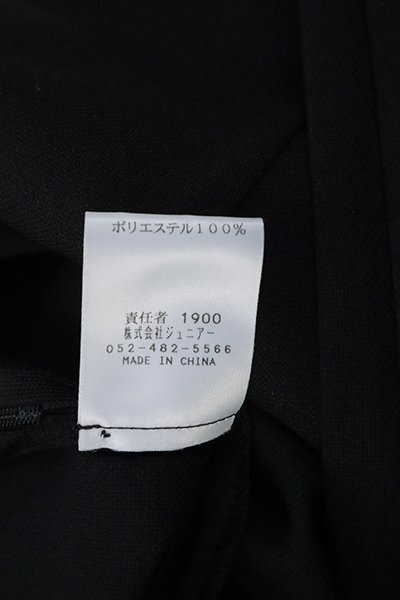 ポリエステル100%
責任者 1900
株式会社ジュニアー
052-482-5566
MADE IN CHINA